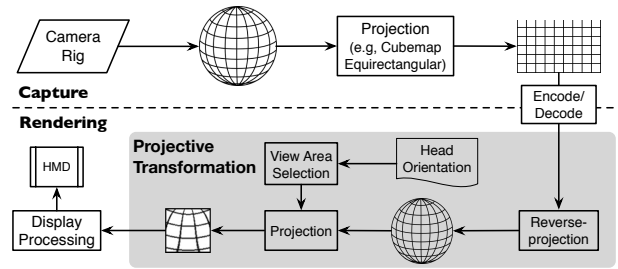 Camera
Rig
Projection
(e.g, Cubemap
Equirectangular)
Capture
Encode/
Decode
Rendering
Projective
Transformation
View Area
Selection
Head
Orientation
HMD
Display
Processing
Projection
Reverse-
projection